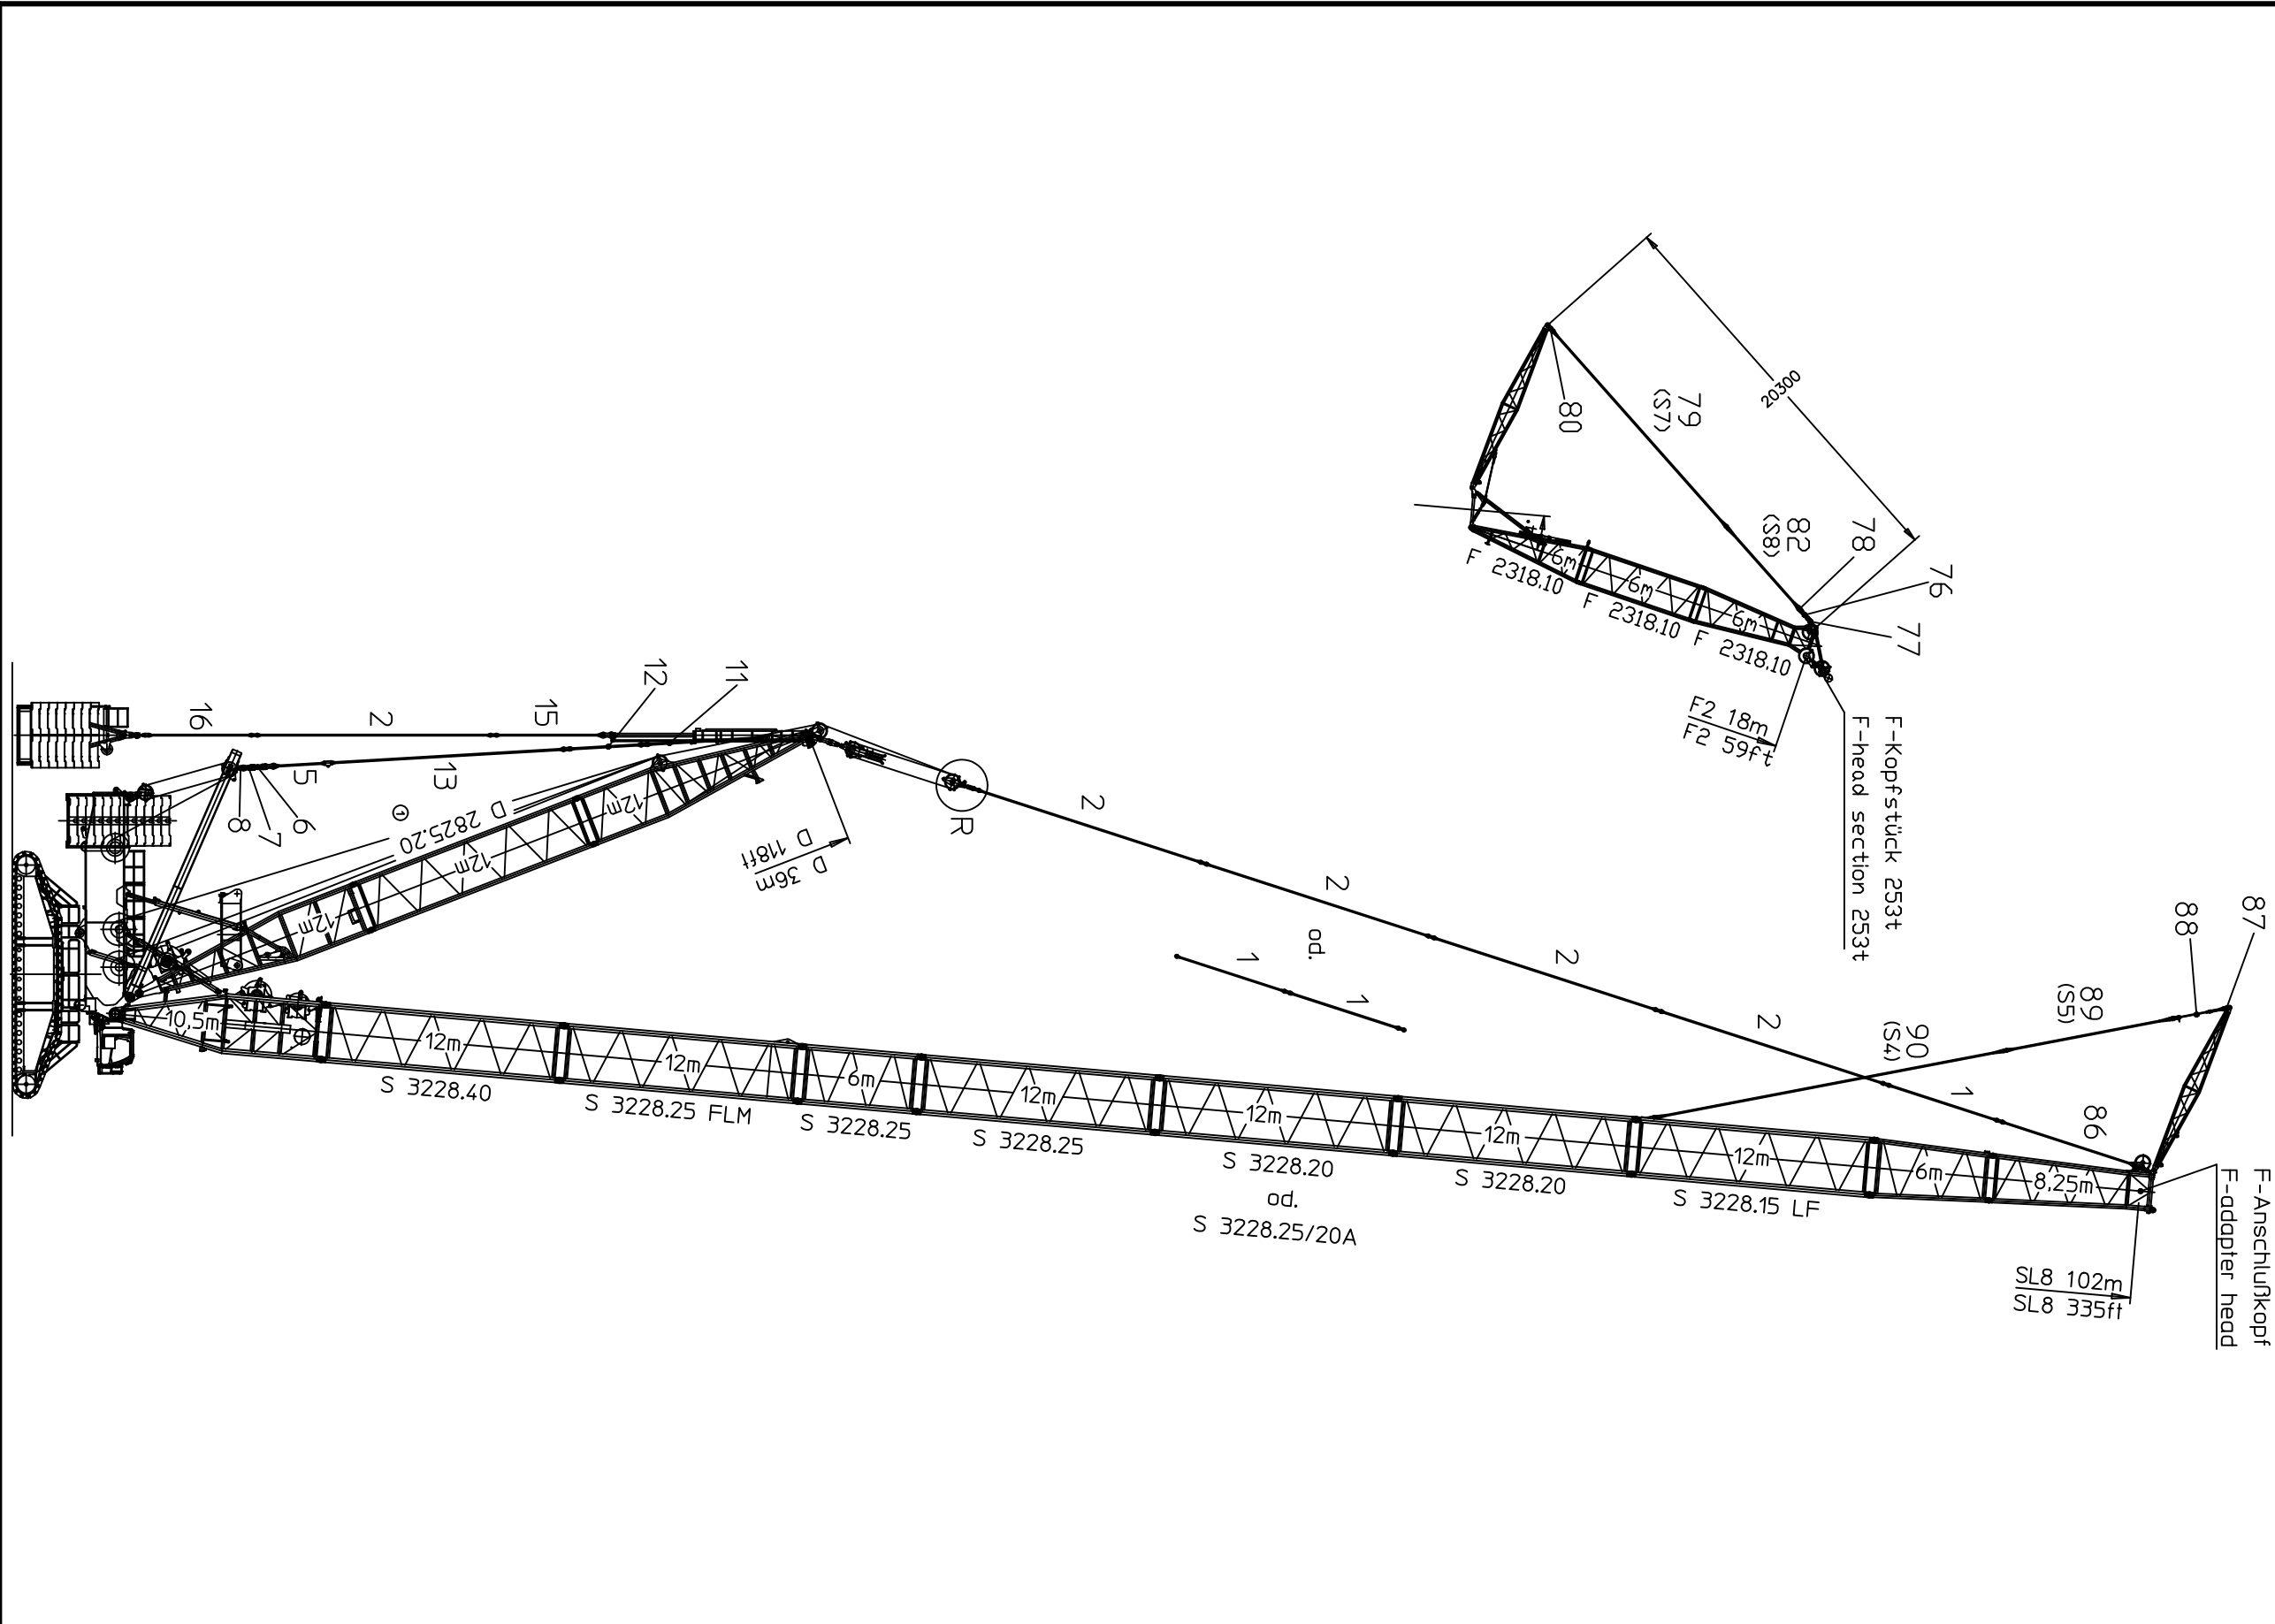 20300
80
79
(S7)
82
(S8)
78
76
77
6m
6m
6m
F 2318.10
F 2318.10
F 2318.10
F2 18m
F2 59ft
F-Kopfstück 253t
F-head section 253t
16
2
15
12
11
5
13
8
7
6
1
D 2825.20
12m
12m
12m
D 36m
D 118ft
R
2
2
2
2
1
od.
1
1
86
87
88
89
(S5)
90
(S4)
F-Anschlußkopf
F-adapter head
10,5m
12m
12m
6m
12m
12m
12m
12m
6m
8,25m
S 3228.40
S 3228.25 FLM
S 3228.25
S 3228.25
S 3228.20
od.
S 3228.25/20A
S 3228.20
S 3228.15 LF
SL8 102m
SL8 335ft